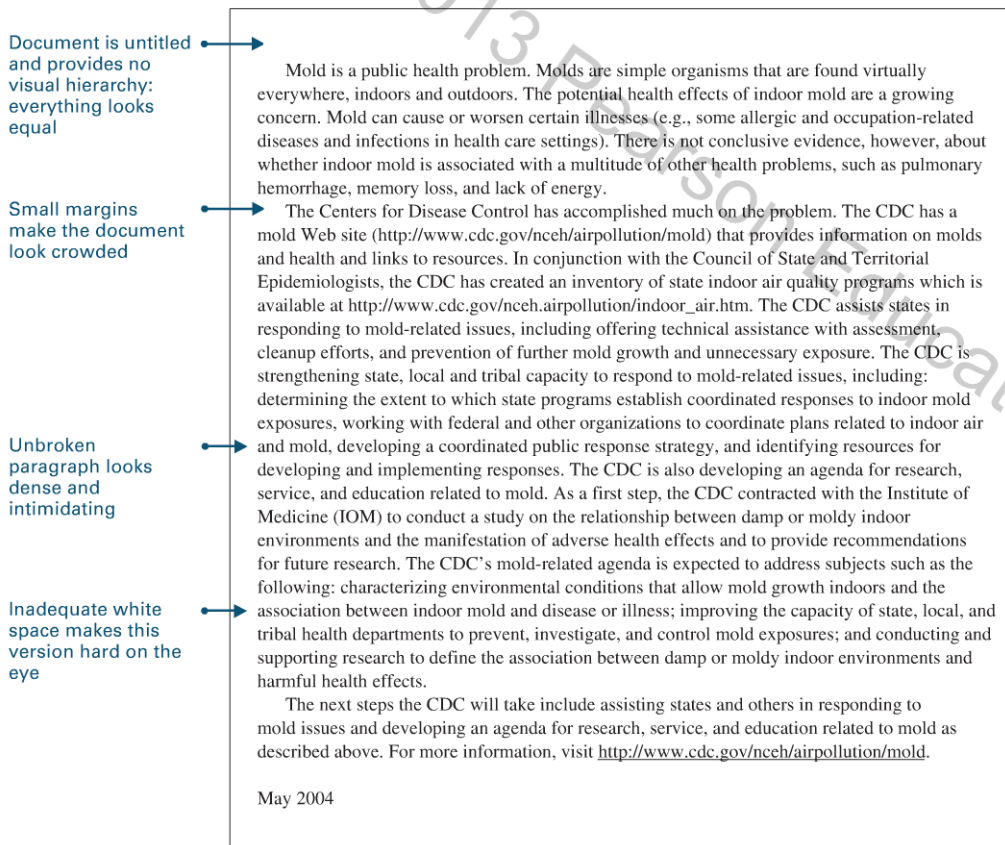 Document is untitled
and provides no
visual hierarchy:
everything looks
equal
Small margins
make the document
look crowded
Unbroken
paragraph looks
dense and
intimidating
Inadequate white
space makes this
version hard on the
eye
Mold is a public health problem. Molds are simple organisms that are found virtually
everywhere, indoors and outdoors. The potential health effects of indoor mold are a growing
concern. Mold can cause or worsen certain illnesses (e.g., some allergic and occupation-related
diseases and infections in health care settings). There is not conclusive evidence, however, about
whether indoor mold is associated with a multitude of other health problems, such as pulmonary
hemorrhage, memory loss, and lack of energy.
The Centers for Disease Control has accomplished much on the problem. The CDC has a
mold Web site (http://www.cdc.gov/nceh/airpollution/mold) that provides information on molds
and health and links to resources. In conjunction with the Council of State and Territorial
Epidemiologists, the CDC has created an inventory of state indoor air quality programs which is
available at http://www.cdc.gov/nceh.airpollution/indoor_air.htm. The CDC assists states in
responding to mold-related issues, including offering technical assistance with assessment,
cleanup efforts, and prevention of further mold growth and unnecessary exposure. The CDC is
strengthening state, local and tribal capacity to respond to mold-related issues, including:
determining the extent to which state programs establish coordinated responses to indoor mold
exposures, working with federal and other organizations to coordinate plans related to indoor air
and mold, developing a coordinated public response strategy, and identifying resources for
developing and implementing responses. The CDC is also developing an agenda for research,
service, and education related to mold. As a first step, the CDC contracted with the Institute of
Medicine (IOM) to conduct a study on the relationship between damp or moldy indoor
environments and the manifestation of adverse health effects and to provide recommendations
for future research. The CDC's mold-related agenda is expected to address subjects such as the
following: characterizing environmental conditions that allow mold growth indoors and the
association between indoor mold and disease or illness; improving the capacity of state, local, and
tribal health departments to prevent, investigate, and control mold exposures; and conducting and
supporting research to define the association between damp or moldy indoor environments and
harmful health effects.
The next steps the CDC will take include assisting states and others in responding to
mold issues and developing an agenda for research, service, and education related to mold as
described above. For more information, visit http://www.cdc.gov/nceh/airpollution/mold.
May 2004
013 Pearson Educat